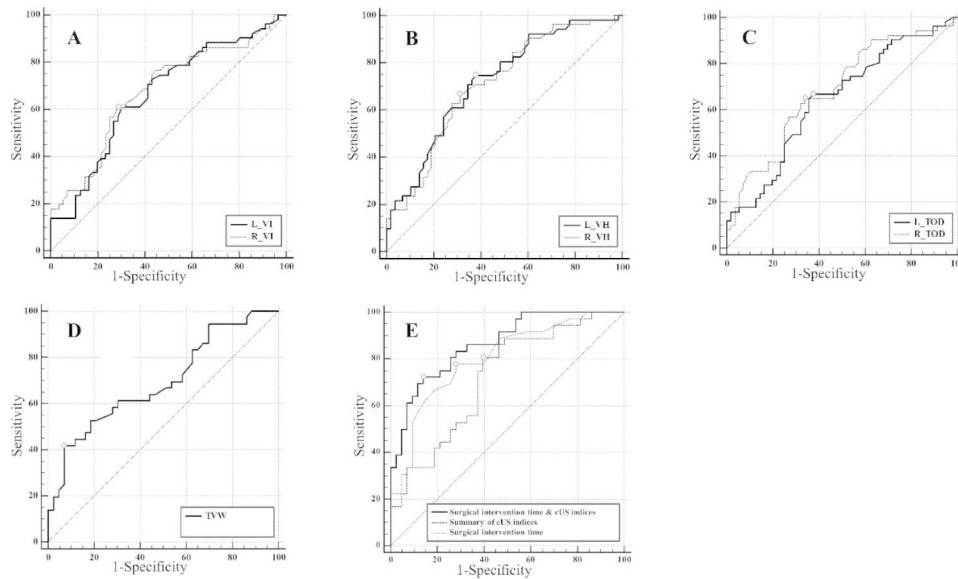 A
100
80
60
40
20
0
Sensitivity
L_VI
R_VI
0 20 40 60 80 100
1-Specificity
B
100
80
60
40
20
0
Sensitivity
L_VH
R_VH
0 20 40 60 80 100
1-Specificity
C
100
80
60
40
20
0
Sensitivity
L_TOD
R_TOD
0 20 40 60 80 100
1-Specificity
D
100
80
60
40
20
0
Sensitivity
TVW
0 20 40 60 80 100
1-Specificity
E
100
80
60
40
20
0
Sensitivity
Surgical intervention time & cUS indices
Summary of cUS indices
Surgical intervention time
0 20 40 60 80 100
1-Specificity